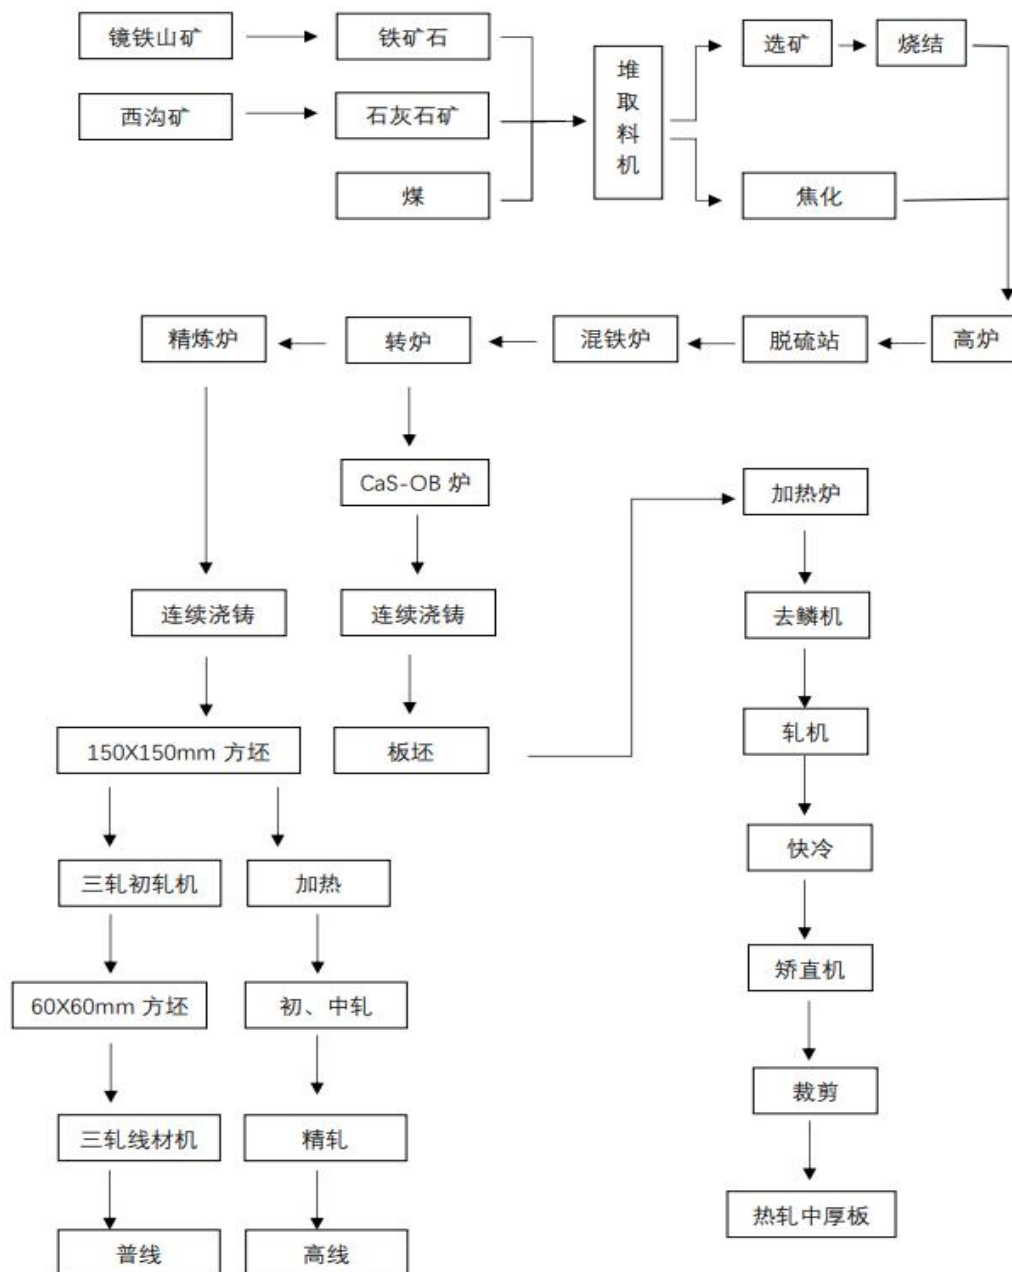 镜铁山矿
铁矿石
堆取料机
选矿
烧结
西沟矿
石灰石矿
煤
焦化
精炼炉
转炉
混铁炉
脱硫站
高炉
CaS-OB 炉
加热炉
连续浇铸
连续浇铸
去鳞机
150X150mm 方坯
板坯
轧机
三轧初轧机
加热
快冷
60X60mm 方坯
初、中轧
矫直机
三轧线材机
精轧
裁剪
普线
高线
热轧中厚板